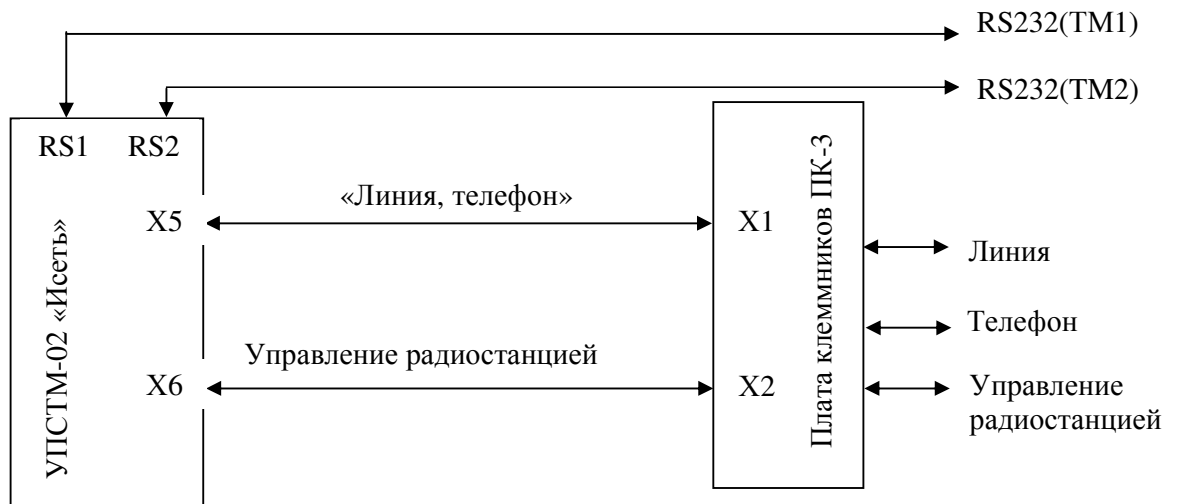 RS232(TM1)
RS232(TM2)
RS1 RS2
УПСТМ-02 «Исеть»
X5
X6
«Линия, телефон»
Управление радиостанцией
X1
X2
Плата клеммников ПК-3
Линия
Телефон
Управление
радиостанцией